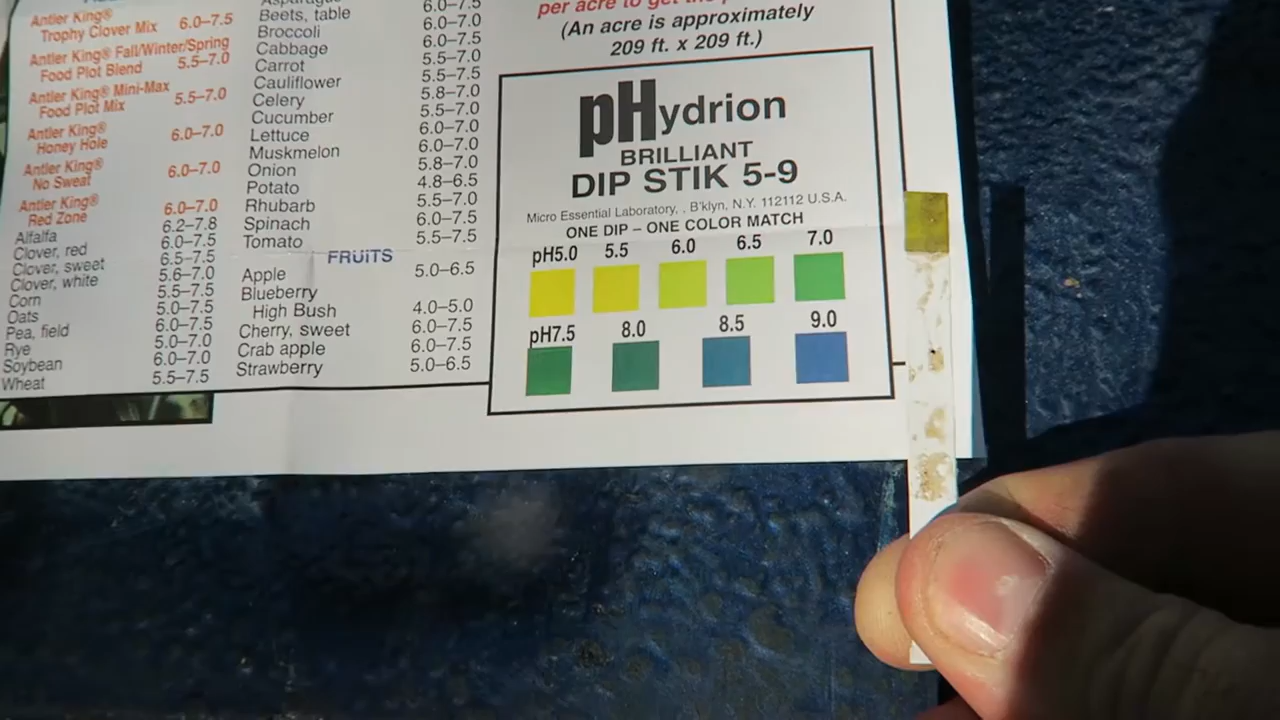 Antler King®
Trophy Clover Mix 6.0–7.5
Antler King® Fall/Winter/Spring
Food Plot Blend 5.5–7.0
Antler King® Mini-Max
Food Plot Mix 5.5–7.0
Antler King®
Honey Hole 6.0–7.0
Antler King®
No Sweat 6.0–7.0
Antler King®
Red Zone 6.0–7.0
Alfalfa 6.2–7.8
Clover, red 6.0–7.5
Clover, sweet 6.5–7.5
Clover, white 5.6–7.0
Corn 5.5–7.5
Oats 5.0–7.5
Pea, field 6.0–7.5
Rye 5.0–7.0
Soybean 6.0–7.0
Wheat 5.5–7.5
Asparagus 6.0–7.5
Beets, table 6.0–7.0
Broccoli 6.0–7.5
Cabbage 5.5–7.0
Carrot 5.5–7.5
Cauliflower 5.8–7.0
Celery 5.5–7.0
Cucumber 6.0–7.0
Lettuce 6.0–7.0
Muskmelon 5.8–7.0
Onion 4.8–6.5
Potato 5.5–7.0
Rhubarb 6.0–7.5
Spinach 5.5–7.5
Tomato
FRUITS
Apple 5.0–6.5
Blueberry
High Bush 4.0–5.0
Cherry, sweet 6.0–7.5
Crab apple 6.0–7.5
Strawberry 5.0–6.5
per acre to get the
(An acre is approximately
209 ft. x 209 ft.)
pHydrion
BRILLIANT
DIP STIK 5-9
Micro Essential Laboratory, , B'klyn, N.Y. 112112 U.S.A.
ONE DIP – ONE COLOR MATCH
pH5.0 5.5 6.0 6.5 7.0
pH7.5 8.0 8.5 9.0